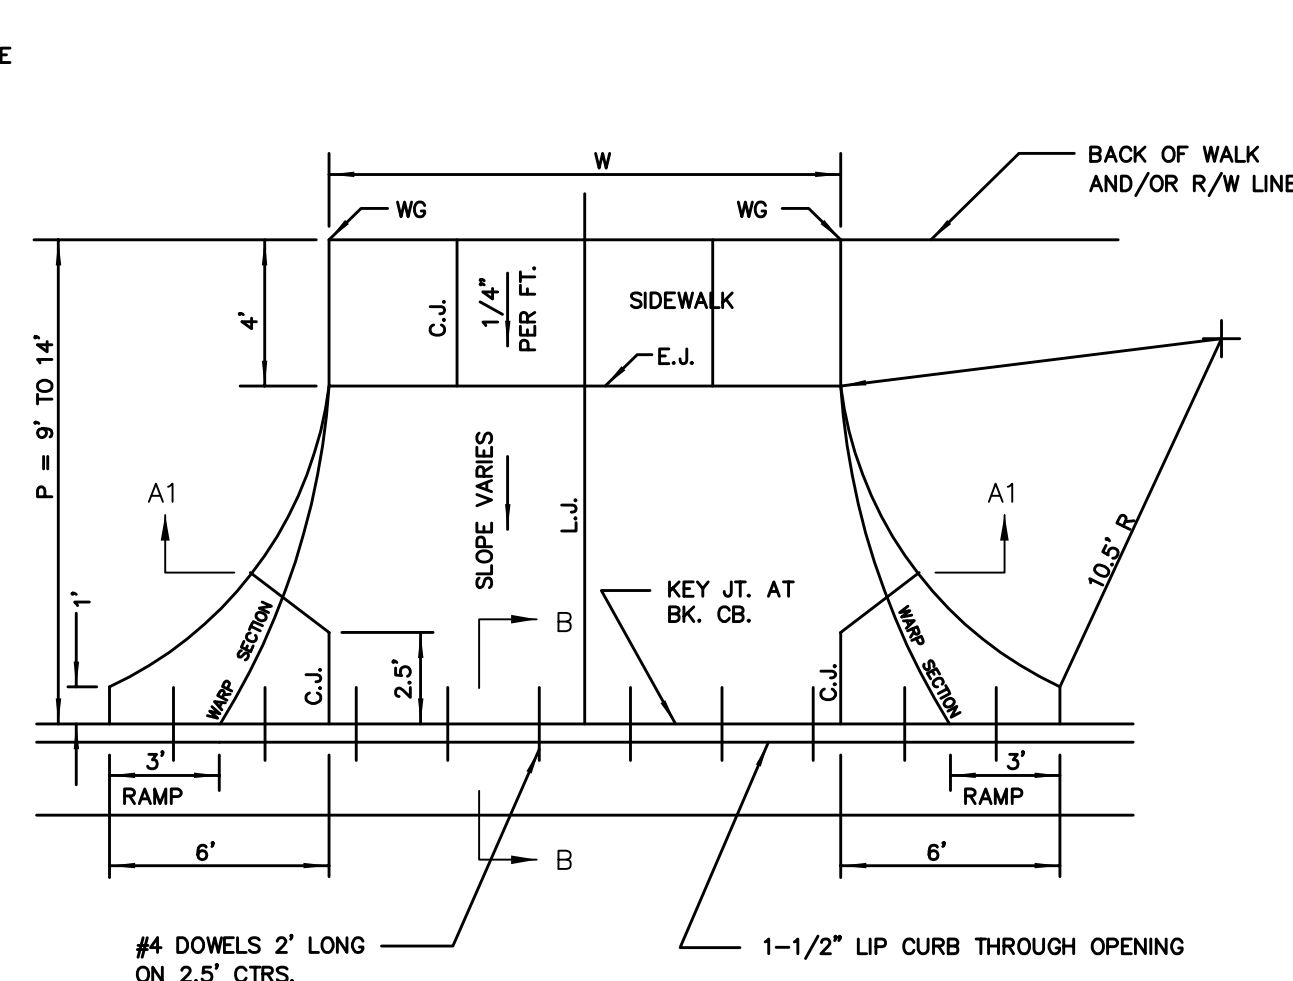 E
W
BACK OF WALK
AND/OR R/W LINE
WG
WG
4'
C.J.
1/4"
PER FT.
SIDEWALK
E.J.
P = 9' TO 14'
SLOPE VARIES
L.J.
A1
A1
10.5' R
1'
WARP SECTION
C.J.
2.5'
B
KEY JT. AT
BK. CB.
C.J.
WARP SECTION
3'
RAMP
3'
RAMP
6'
B
6'
#4 DOWELS 2' LONG
ON 2.5' CTRS.
1-1/2" LIP CURB THROUGH OPENING